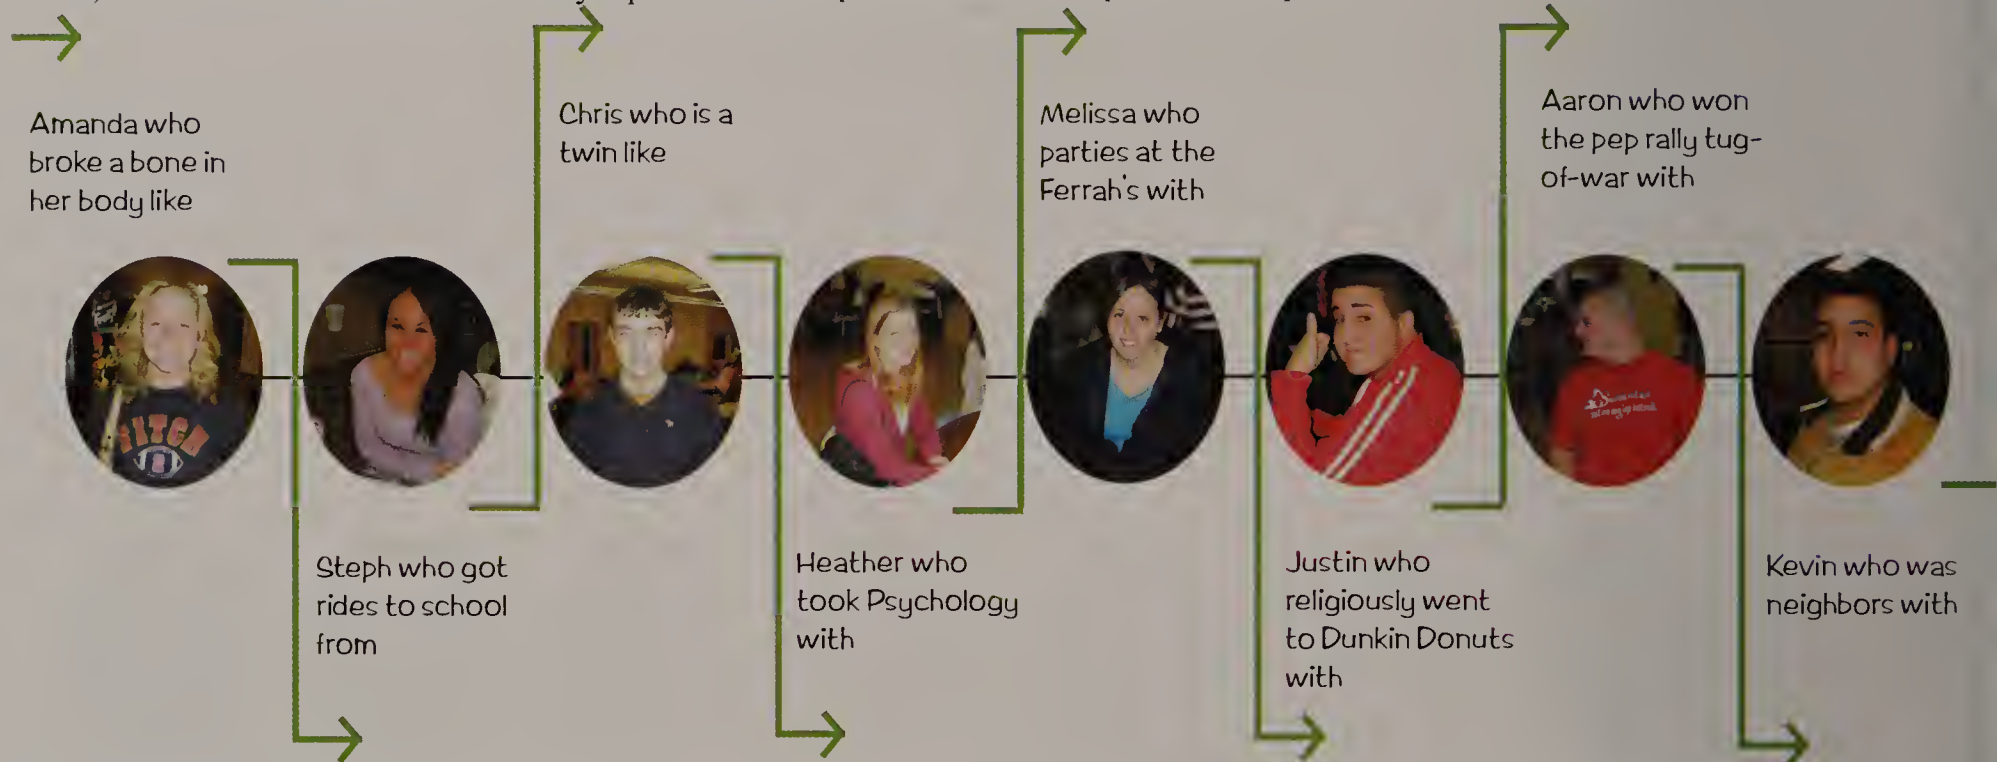 Amanda who
broke a bone in
her body like
Steph who got
rides to school
from
Chris who is a
twin like
Heather who
took Psychology
with
Melissa who
parties at the
Ferrah's with
Justin who
religiously went
to Dunkin Donuts
with
Aaron who won
the pep rally tug-
of-war with
Kevin who was
neighbors with
FITCH